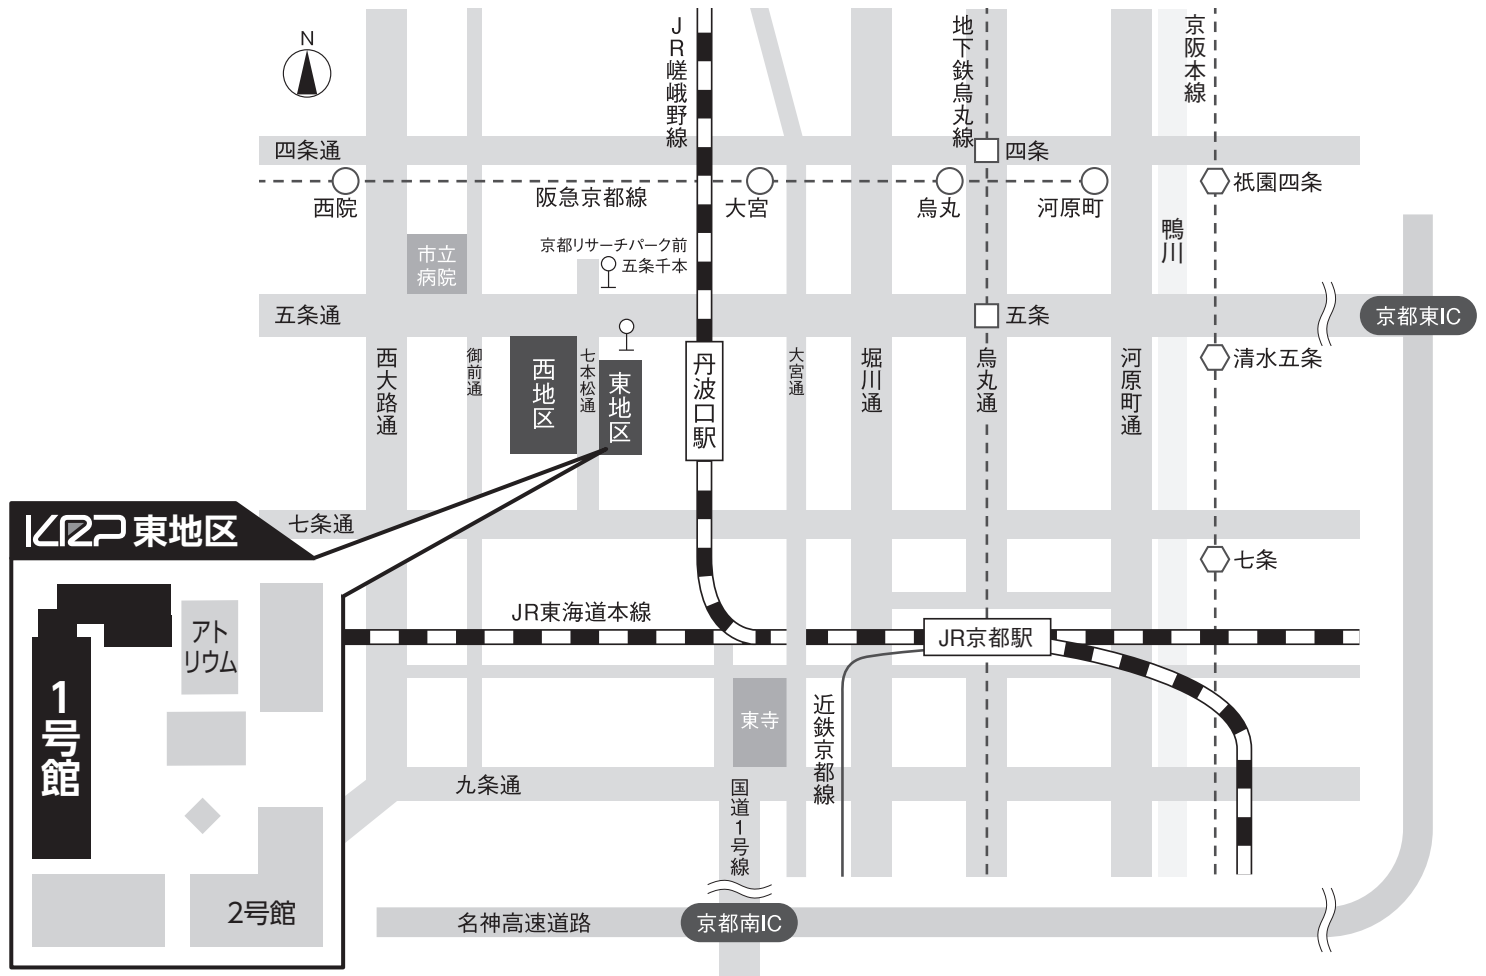 N
JR嵯峨野線
地下鉄烏丸線
京阪本線
四条通
四条
阪急京都線
西院
大宮
烏丸
河原町
祇園四条
鴨川
市立
病院
京都リサーチパーク前
五条千本
五条通
五条
京都東IC
西大路通
御前通
西地区
七本松通
東地区
丹波口駅
大宮通
堀川通
烏丸通
河原町通
清水五条
KRP 東地区
七条通
七条
JR東海道本線
JR京都駅
アト
リウム
1号館
2号館
東寺
近鉄京都線
九条通
国道1号線
名神高速道路
京都南IC